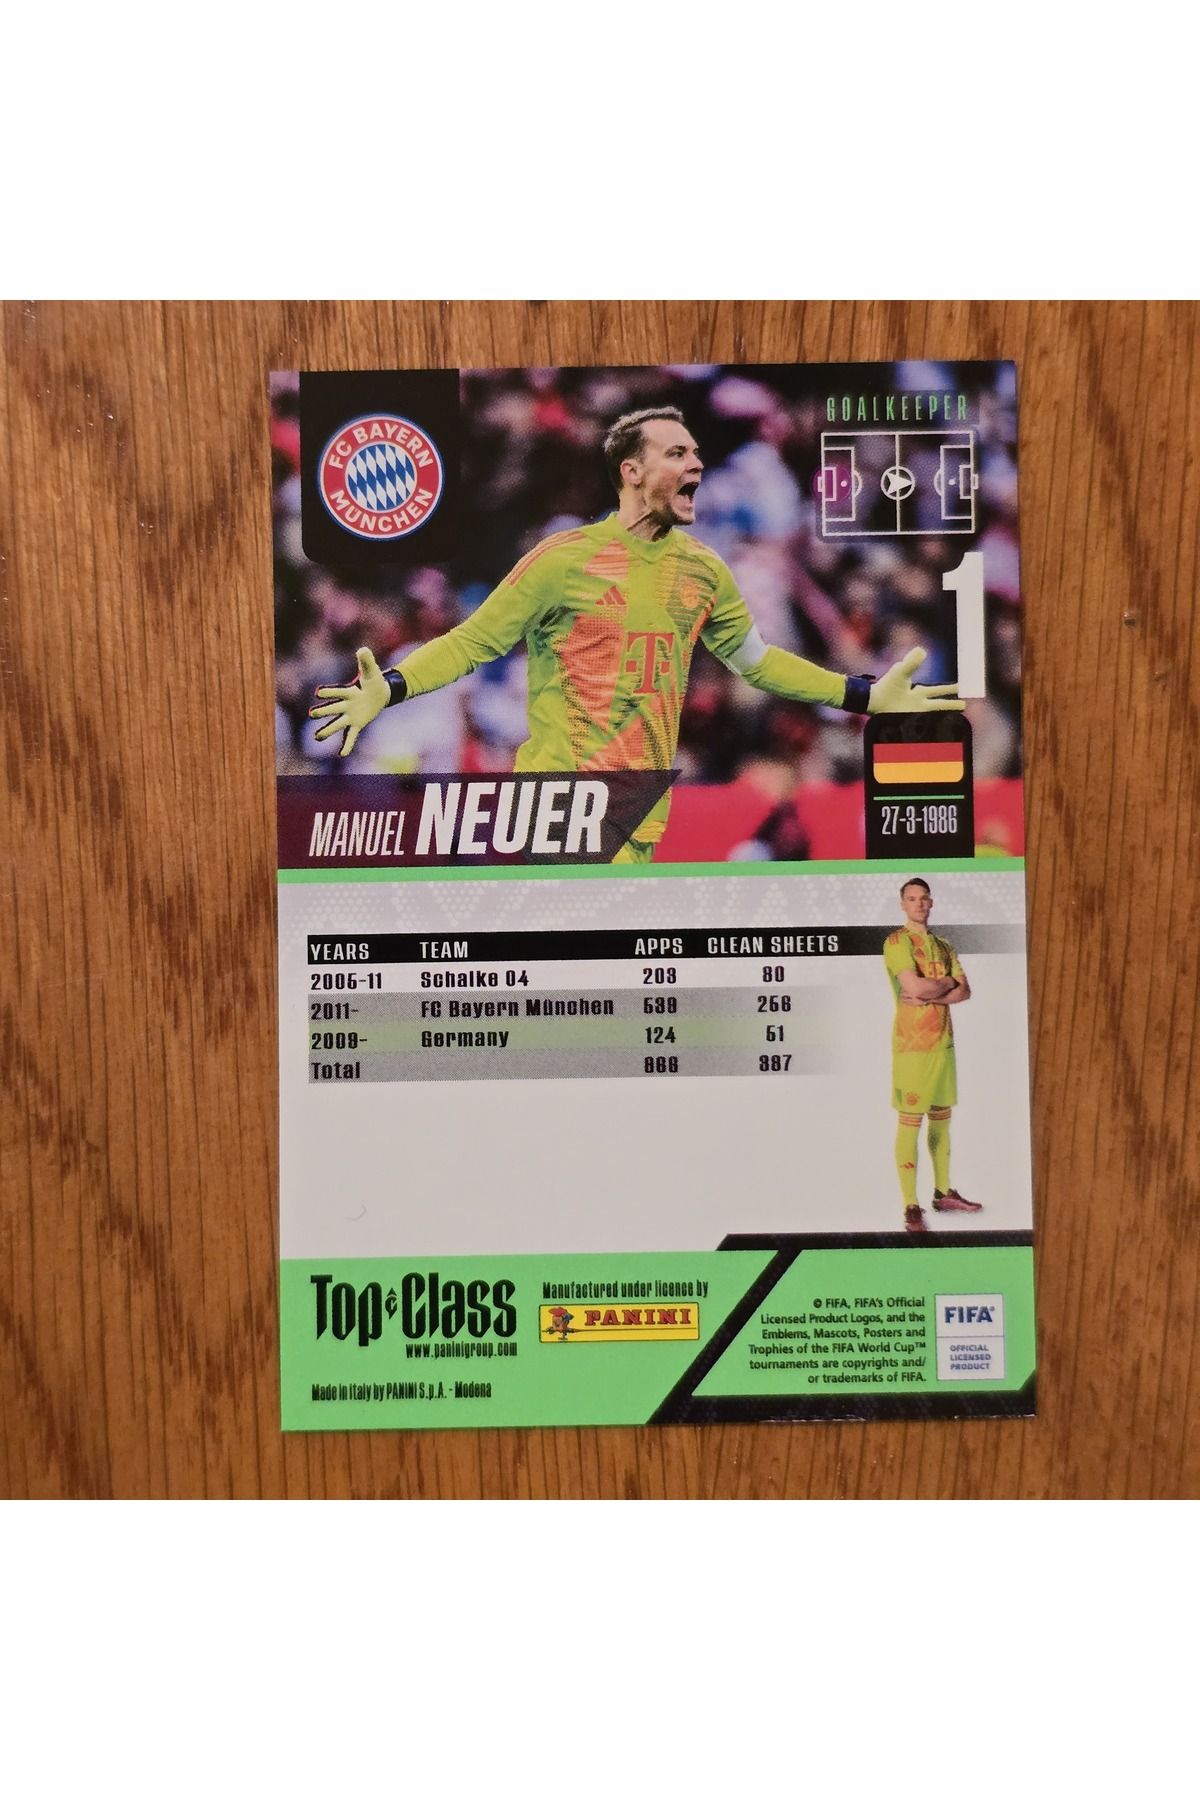 FC BAYERN
MÜNCHEN
GOALKEEPER
1
T
27-3-1986
MANUEL NEUER
YEARS TEAM APPS CLEAN SHEETS
2005-11 Schalke 04 203 80
2011- FC Bayern München 539 256
2009- Germany 124 51
Total 866 387
Top Class
www.paninigroup.com
Manufactured under licence by
PANINI
Made in Italy by PANINI S.p.A. - Modena
© FIFA, FIFA's Official
Licensed Product Logos, and the
Emblems, Mascots, Posters and
Trophies of the FIFA World Cup™
tournaments are copyrights and/
or trademarks of FIFA.
FIFA®
OFFICIAL
LICENSED
PRODUCT